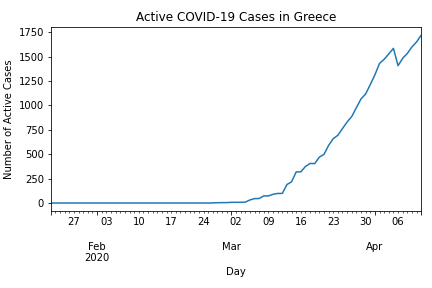 Active COVID-19 Cases in Greece
Number of Active Cases
1750
1500
1250
1000
750
500
250
0
27 03 10 17 24 02 09 16 23 30 06
Feb Mar Apr
2020
Day